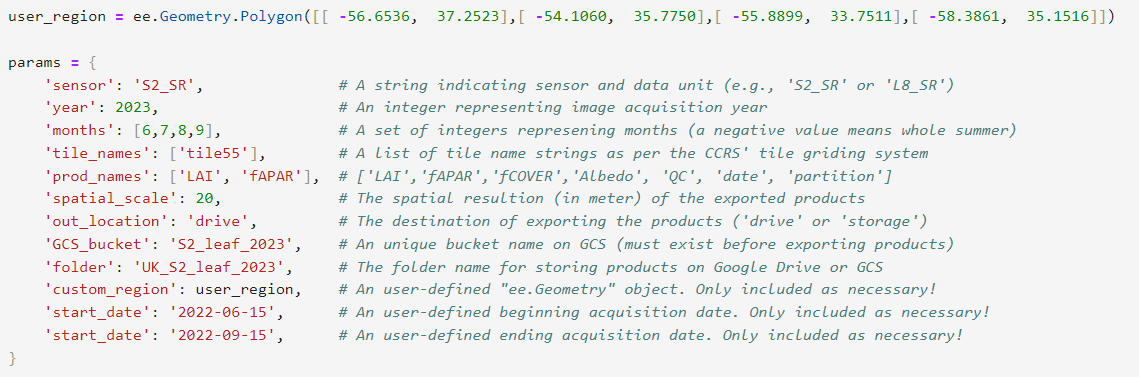 user_region = ee.Geometry.Polygon([[ -56.6536,  37.2523],[ -54.1060,  35.7750],[ -55.8899,  33.7511],[ -58.3861,  35.1516]])

params = {
    'sensor': 'S2_SR',             # A string indicating sensor and data unit (e.g., 'S2_SR' or 'L8_SR')
    'year': 2023,                  # An integer representing image acquisition year
    'months': [6,7,8,9],           # A set of integers represening months (a negative value means whole summer)
    'tile_names': ['tile55'],      # A list of tile name strings as per the CCRS' tile griding system
    'prod_names': ['LAI', 'fAPAR'],  # ['LAI','fAPAR','fCOVER','Albedo', 'QC', 'date', 'partition']
    'spatial_scale': 20,           # The spatial resultion (in meter) of the exported products
    'out_location': 'drive',       # The destination of exporting the products ('drive' or 'storage')
    'GCS_bucket': 'S2_leaf_2023',  # An unique bucket name on GCS (must exist before exporting products)
    'folder': 'UK_S2_leaf_2023',   # The folder name for storing products on Google Drive or GCS
    'custom_region': user_region,  # An user-defined "ee.Geometry" object. Only included as necessary!
    'start_date': '2022-06-15',    # An user-defined beginning acquisition date. Only included as necessary!
    'start_date': '2022-09-15',    # An user-defined ending acquisition date. Only included as necessary!
}